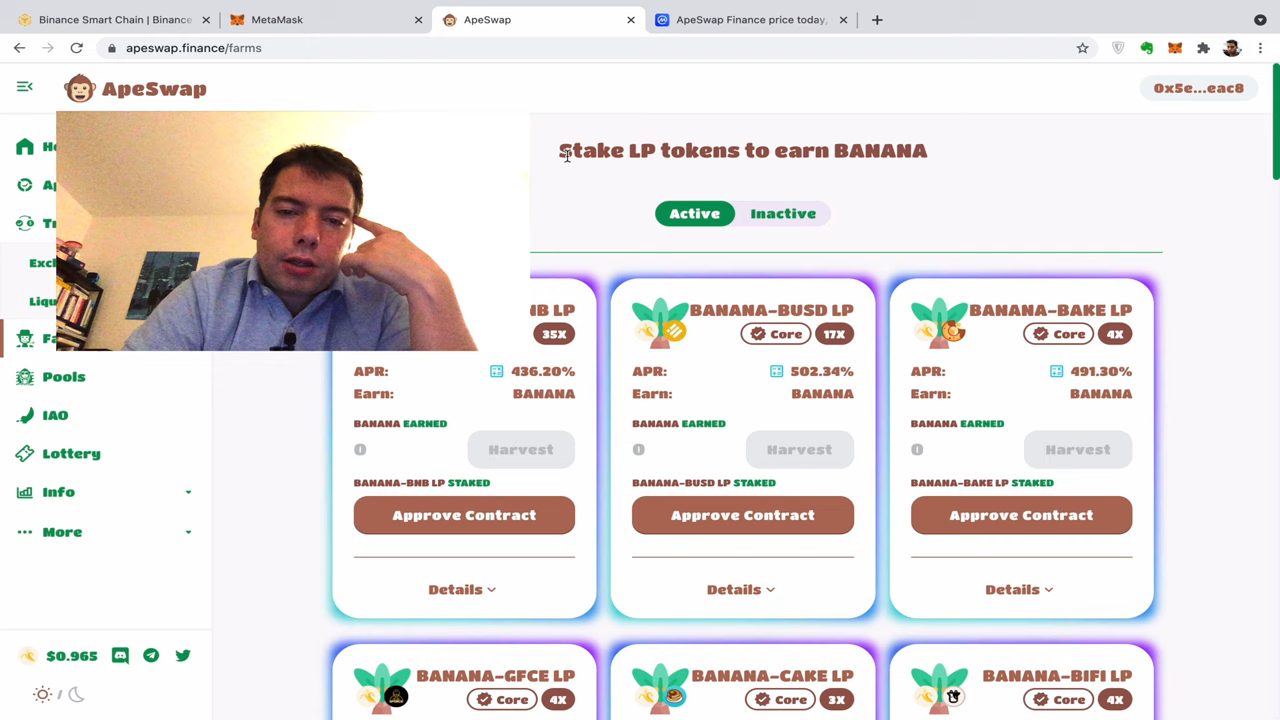 Binance Smart Chain | Binance
MetaMask
ApeSwap
ApeSwap Finance price today,
apeswap.finance/farms
ApeSwap
0x5e...eac8
Stake LP tokens to earn BANANA
Active
Inactive
Pools
IAO
Lottery
Info
More
$0.965
/
35X
APR:
436.20%
Earn:
BANANA
BANANA EARNED
0
Harvest
BANANA-BNB LP STAKED
Approve Contract
Details
BANANA-BUSD LP
Core
17X
APR:
502.34%
Earn:
BANANA
BANANA EARNED
0
Harvest
BANANA-BUSD LP STAKED
Approve Contract
Details
BANANA-BAKE LP
Core
4X
APR:
491.30%
Earn:
BANANA
BANANA EARNED
0
Harvest
BANANA-BAKE LP STAKED
Approve Contract
Details
BANANA-GFCE LP
Core
4X
BANANA-CAKE LP
Core
3X
BANANA-BIFI LP
Core
4X